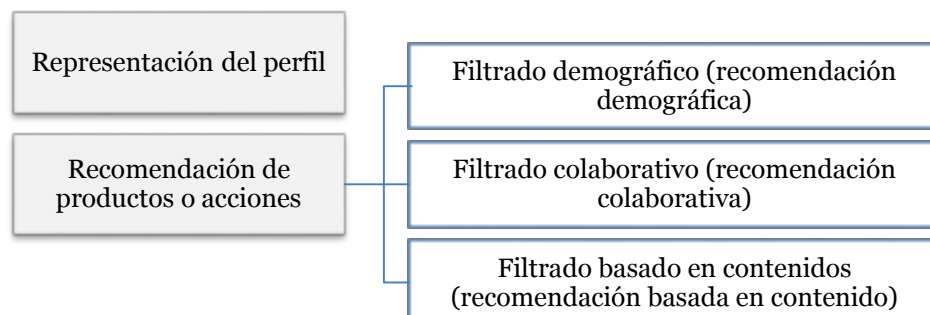 Representación del perfil
Recomendación de
productos o acciones
Filtrado demográfico (recomendación
demográfica)
Filtrado colaborativo (recomendación
colaborativa)
Filtrado basado en contenidos
(recomendación basada en contenido)